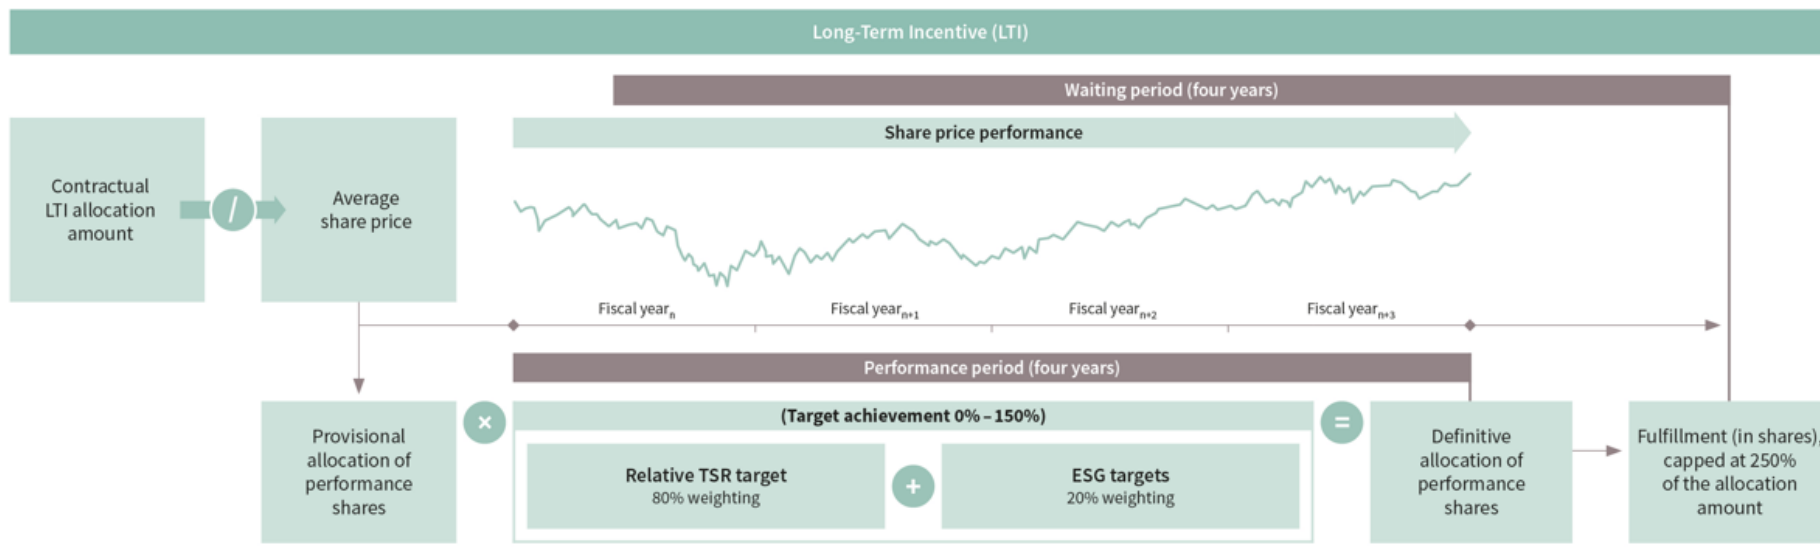 Long-Term Incentive (LTI)
Waiting period (four years)
Share price performance
Contractual
LTI allocation
amount
/
Average
share price
Fiscal yearₙ
Fiscal yearₙ₊₁
Fiscal yearₙ₊₂
Fiscal yearₙ₊₃
Performance period (four years)
Provisional
allocation of
performance
shares
×
(Target achievement 0% – 150%)
Relative TSR target
80% weighting
+
ESG targets
20% weighting
=
Definitive
allocation of
performance
shares
Fulfillment (in shares),
capped at 250%
of the allocation
amount